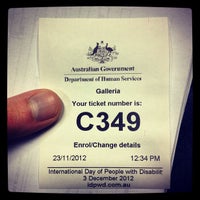 Australian Government
Department of Human Services
Galleria
Your ticket number is:
C349
Enrol/Change details
23/11/2012 12:34 PM
International Day of People with Disabilit
3 December 2012
idpwd.com.au